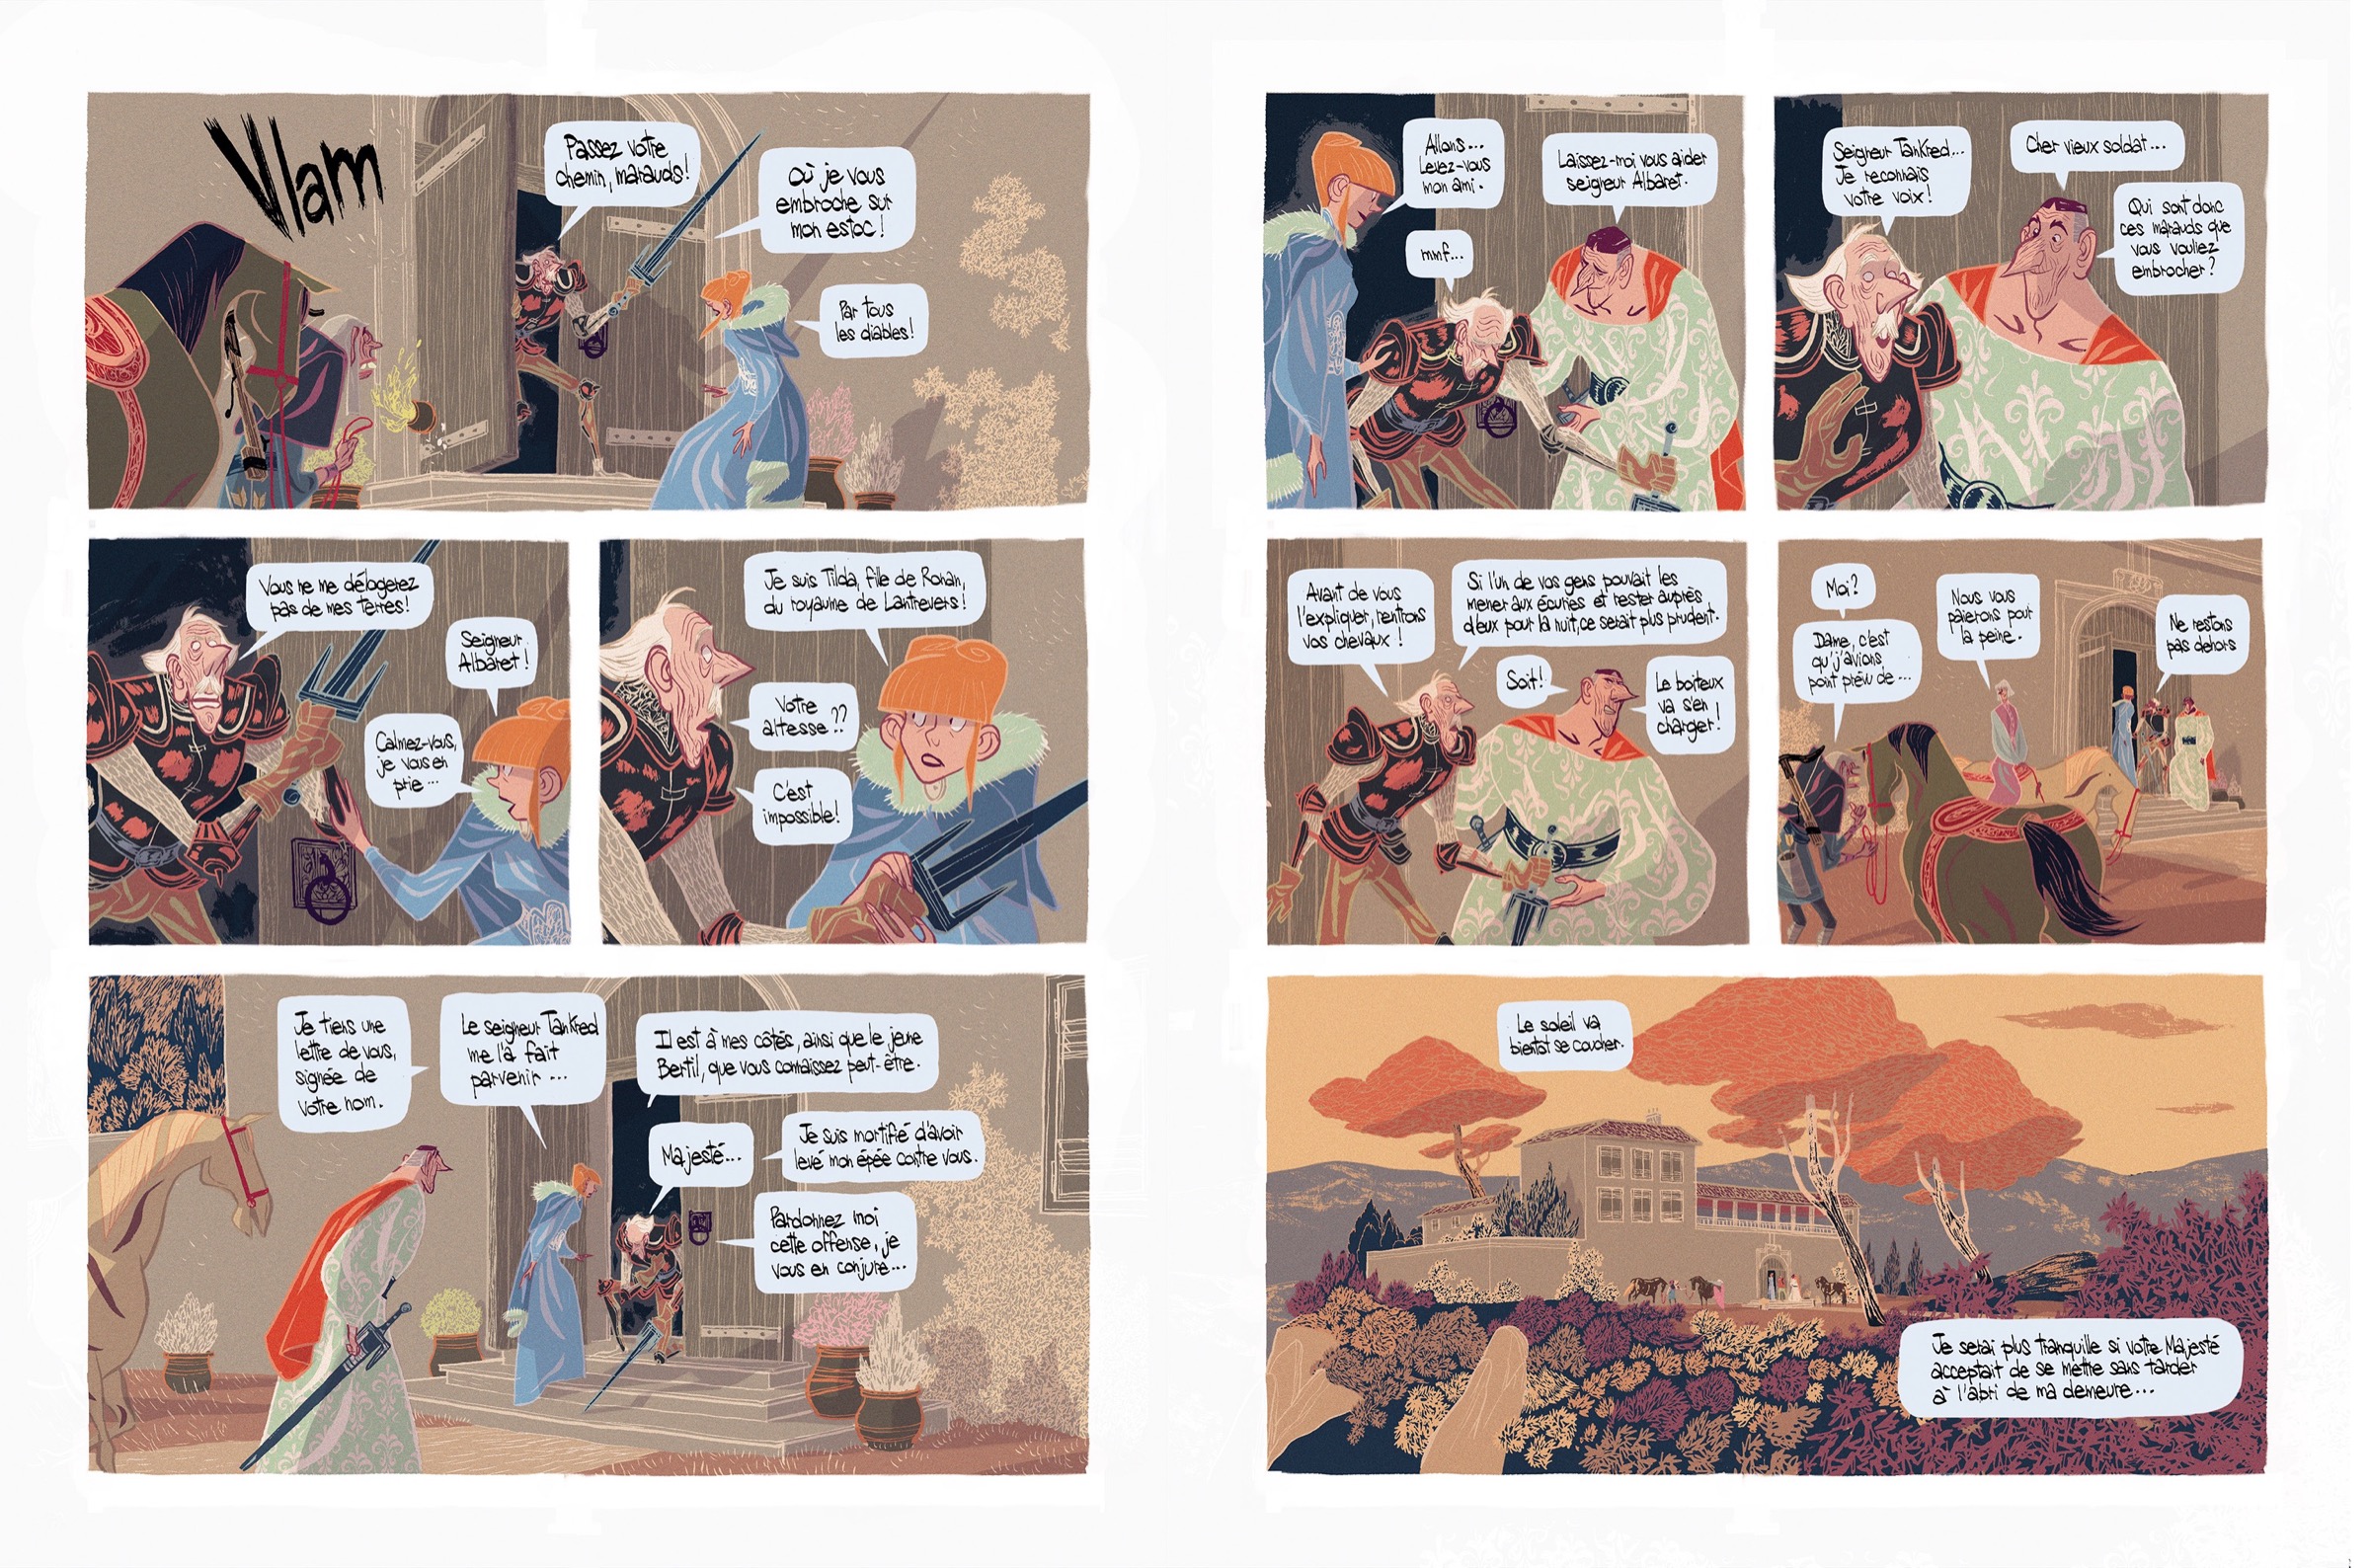 Vlam
Passez votre
chemin, marauds!
Où je vous
embroche sur
mon estoc!
Par tous
les diables!
Vous ne me délogerez
pas de mes terres!
Seigneur
Albaret!
Calmez-vous,
je vous en
prie...
Je suis Tilda, fille de Ronan,
du royaume de Lantrevers!
Votre
altesse??
C'est
impossible!
Je tiens une
lettre de vous,
signée de
votre nom.
Le seigneur Tankred
me l'a fait
parvenir...
Il est à mes côtés, ainsi que le jeune
Bertil, que vous connaissez peut-être.
Majesté...
Je suis mortifié d'avoir
levé mon épée contre vous.
Pardonnez moi
cette offense, je
vous en conjure...
Allons...
Levez-vous
mon ami.
Laissez-moi vous aider
seigneur Albaret.
mmf...
Seigneur Tankred...
Je reconnais
votre voix!
Cher vieux soldat...
Qui sont donc
ces marauds que
vous vouliez
embrocher?
Avant de vous
l'expliquer, rentrons
vos chevaux!
Si l'un de vos gens pouvait les
mener aux écuries et rester auprès
d'eux pour la nuit, ce serait plus prudent.
Soit!
Le boiteux
va s'en
charger!
Moi?
Dame, c'est
qu'j'avions
point prévu de...
Nous vous
paierons pour
la peine.
Ne restons
pas dehors
Le soleil va
bientot se coucher.
Je serai plus tranquille si votre Majesté
acceptait de se mettre sans tarder
à l'abri de ma demeure...